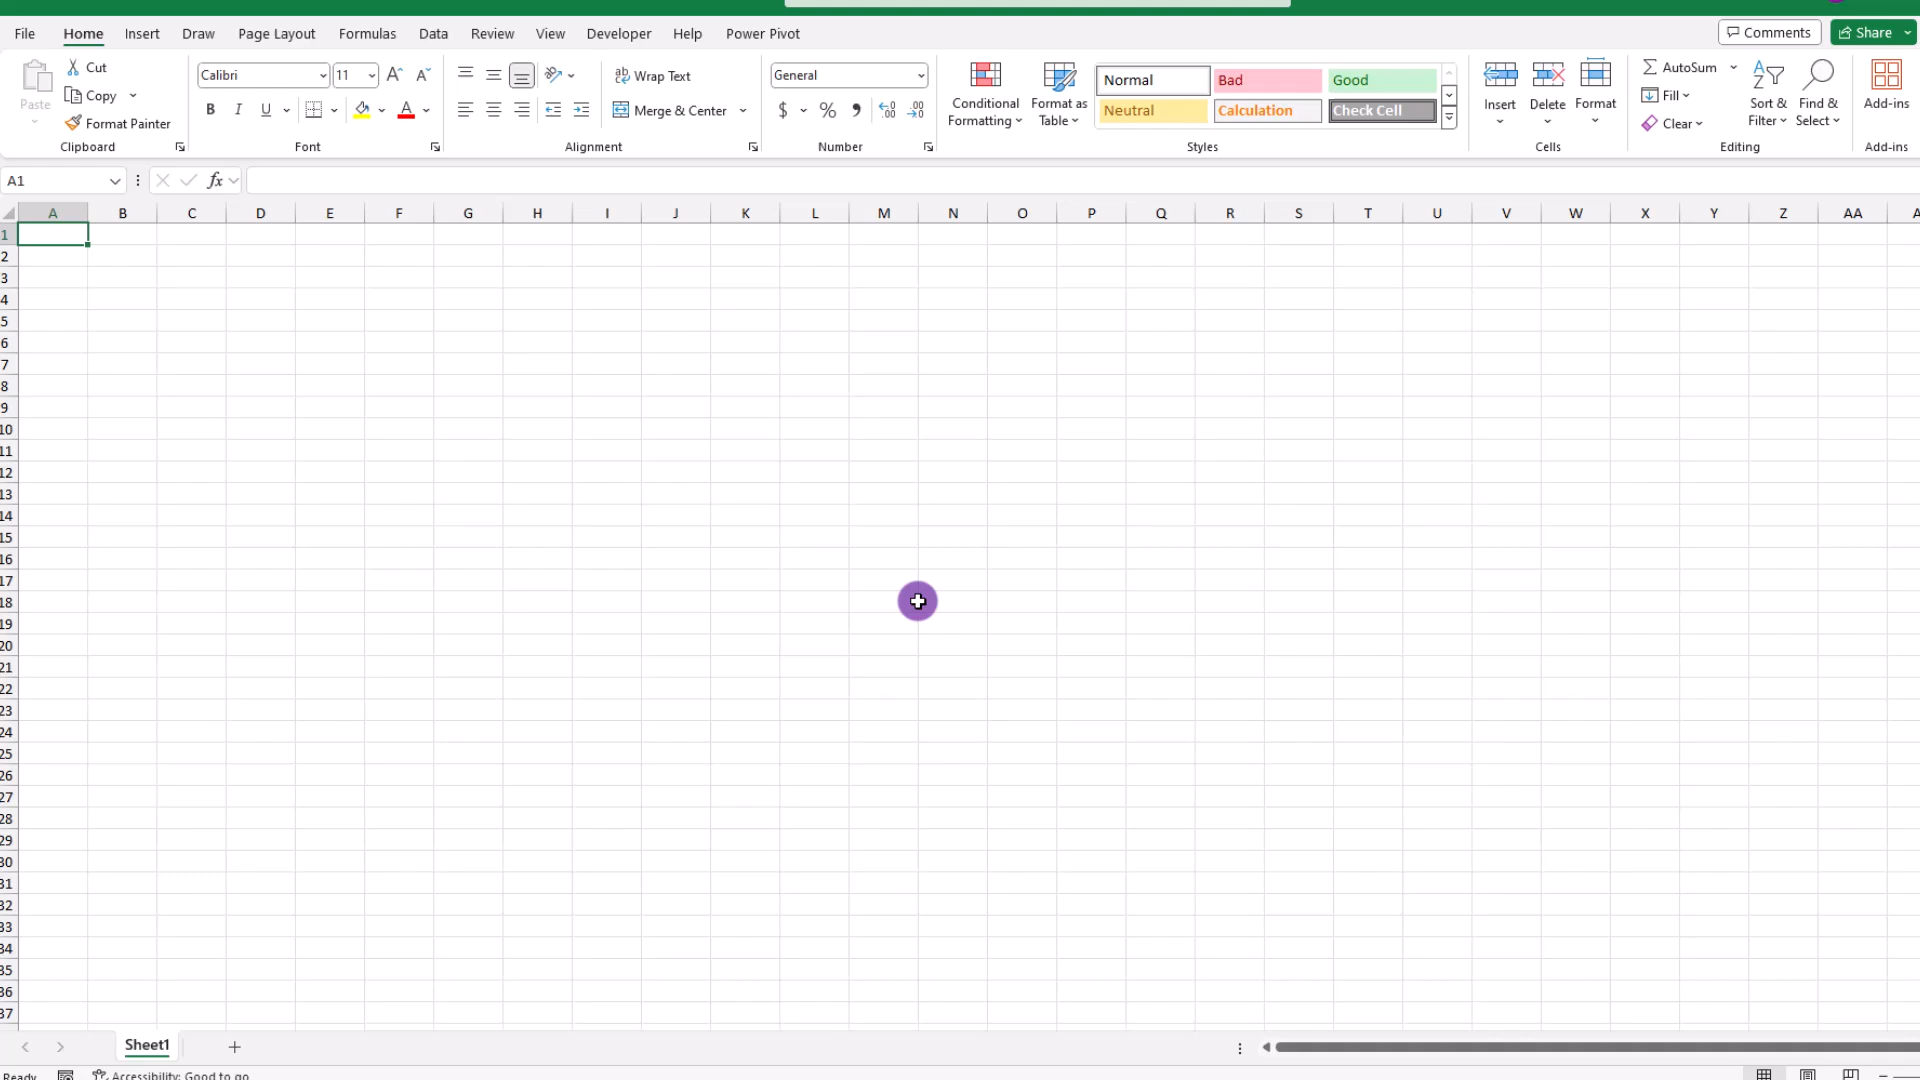 File Home Insert Draw Page Layout Formulas Data Review View Developer Help Power Pivot Comments Share
Paste
Cut
Copy
Format Painter
Clipboard
Calibri 11
B I U
Font
Wrap Text
Merge & Center
Alignment
General
$ % 9
Number
Conditional Formatting
Format as Table
Normal Bad Good
Neutral Calculation Check Cell
Styles
Insert Delete Format
Cells
AutoSum
Fill
Clear
Sort & Filter
Find & Select
Editing
Add-ins
Add-ins
A1 fx
A B C D E F G H I J K L M N O P Q R S T U V W X Y Z AA
1
2
3
4
5
6
7
8
9
10
11
12
13
14
15
16
17
18
19
20
21
22
23
24
25
26
27
28
29
30
31
32
33
34
35
36
37
Sheet1
Ready Accessibility: Good to go